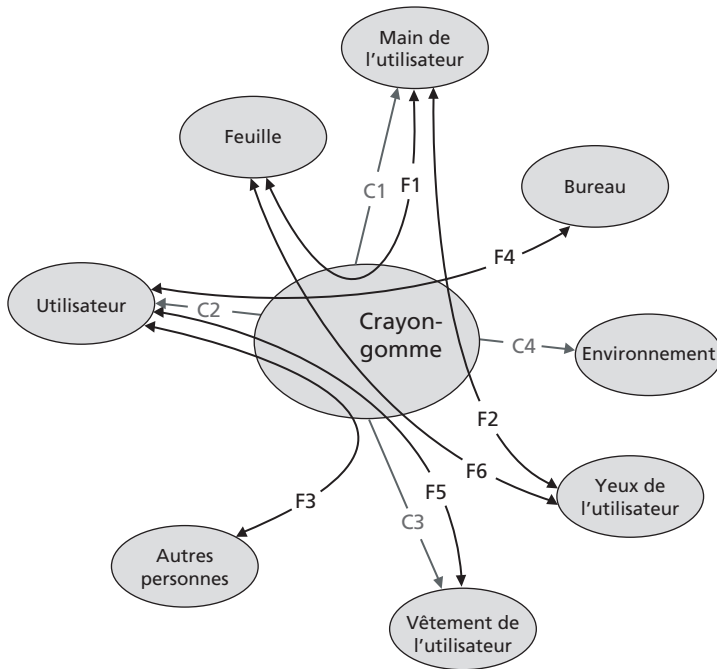 Main de
l’utilisateur
Feuille
C1
F1
Bureau
F4
Utilisateur
C2
Crayon-
gomme
C4
Environnement
F2
F6
F5
F3
C3
Yeux de
l’utilisateur
Autres
personnes
Vêtement de
l’utilisateur